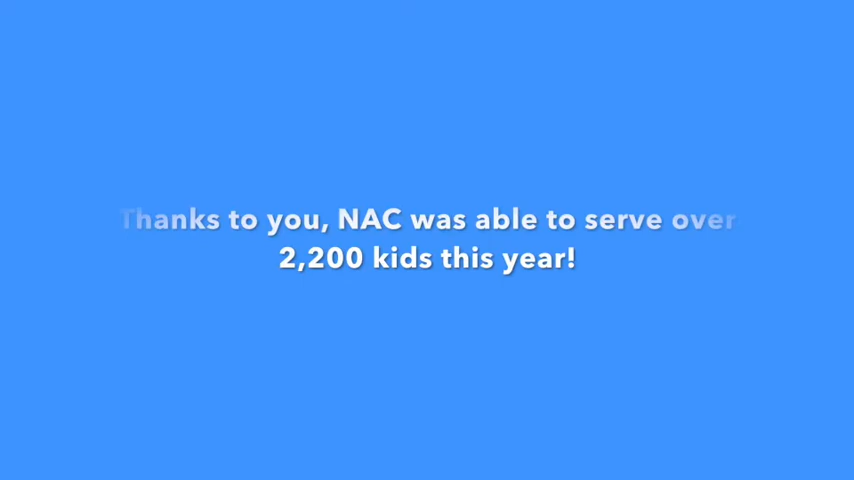 Thanks to you, NAC was able to serve over
2,200 kids this year!